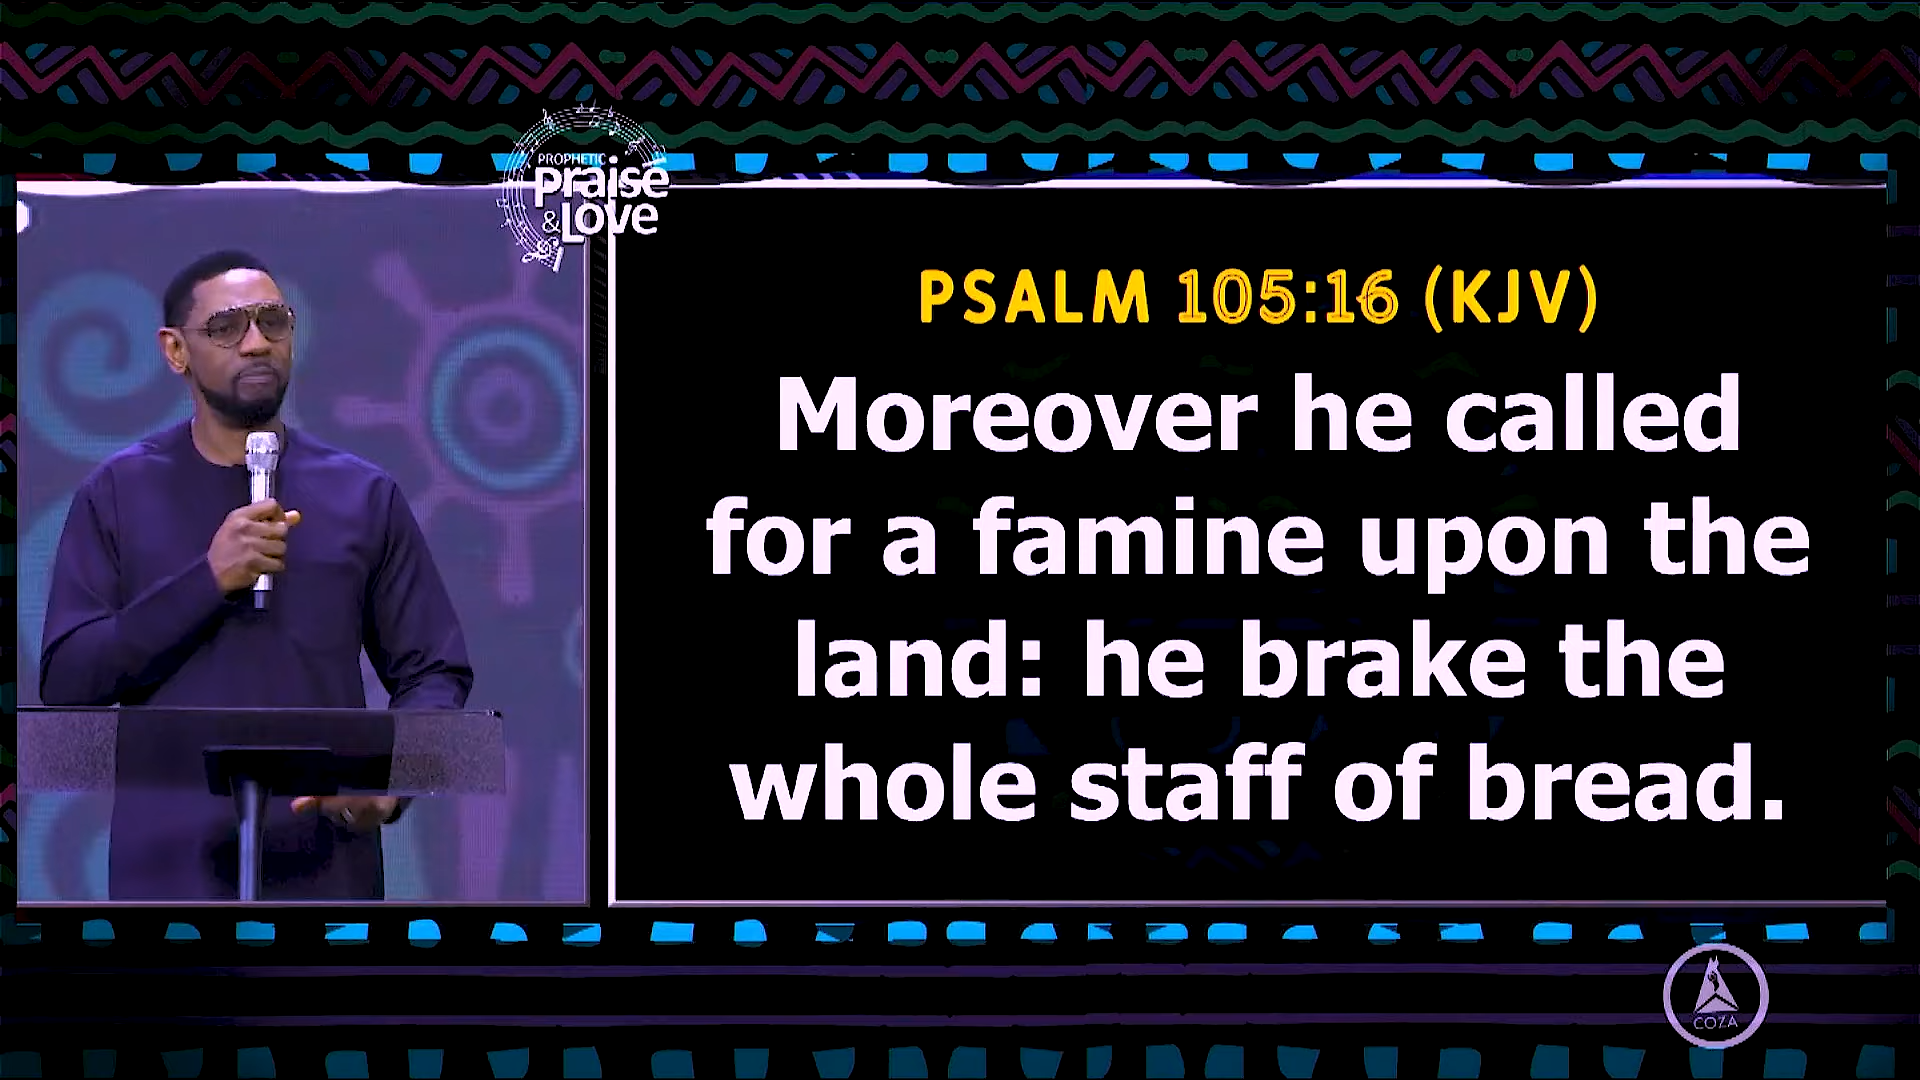 PROPHETIC
Praise
&Love
PSALM 105:16 (KJV)
Moreover he called
for a famine upon the
land: he brake the
whole staff of bread.
COZA